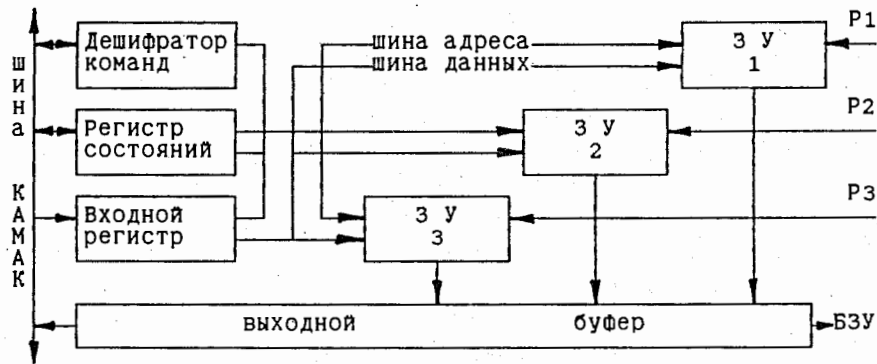 P1
Дешифратор
команд
шина адреса
шина данных
З У
1
Регистр
состояний
З У
2
P2
Входной
регистр
З У
3
P3
шина КАМАК
выходной буфер
БЗУ